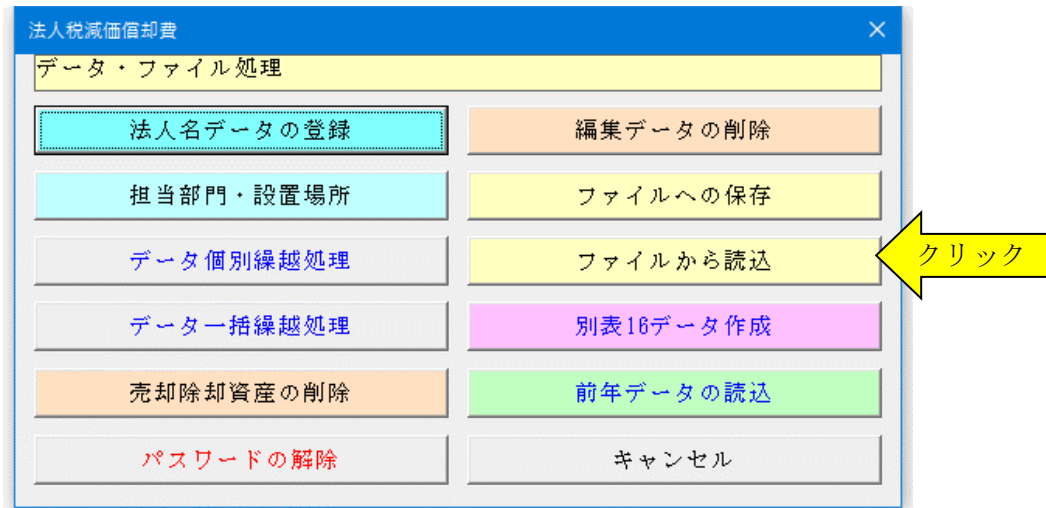 法人税減価償却費
データ・ファイル処理
法人名データの登録
編集データの削除
担当部門・設置場所
ファイルへの保存
データ個別繰越処理
ファイルから読込
クリック
データ一括繰越処理
別表16データ作成
売却除却資産の削除
前年データの読込
パスワードの解除
キャンセル